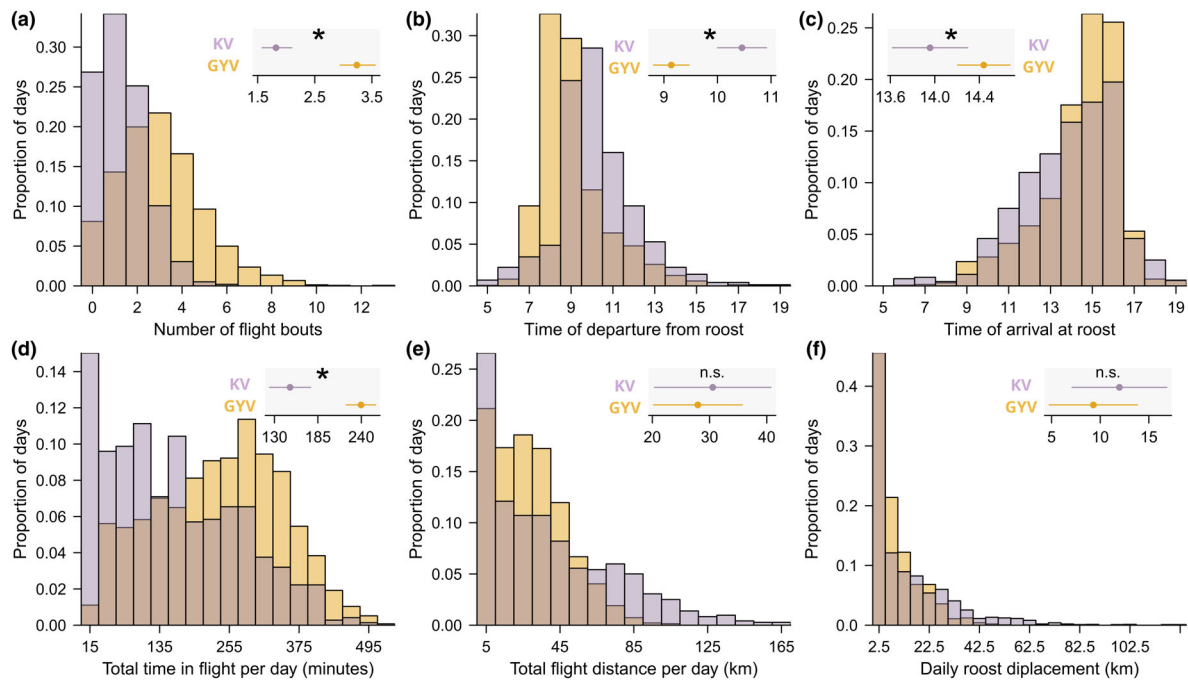 (a)
0.30
0.25
0.20
0.15
0.10
0.05
0.00
Proportion of days
KV
GYV
*
1.5 2.5 3.5
0 2 4 6 8 10 12
Number of flight bouts
(b)
0.30
0.25
0.20
0.15
0.10
0.05
0.00
Proportion of days
KV
GYV
*
9 10 11
5 7 9 11 13 15 17 19
Time of departure from roost
(c)
0.25
0.20
0.15
0.10
0.05
0.00
Proportion of days
*
KV
GYV
13.6 14.0 14.4
5 7 9 11 13 15 17 19
Time of arrival at roost
(d)
0.14
0.12
0.10
0.08
0.06
0.04
0.02
0.00
Proportion of days
KV
GYV
*
130 185 240
15 135 255 375 495
Total time in flight per day (minutes)
(e)
0.25
0.20
0.15
0.10
0.05
0.00
Proportion of days
KV
GYV
n.s.
20 30 40
5 45 85 125 165
Total flight distance per day (km)
(f)
0.4
0.3
0.2
0.1
0.0
Proportion of days
KV
GYV
n.s.
5 10 15
2.5 22.5 42.5 62.5 82.5 102.5
Daily roost diplacement (km)